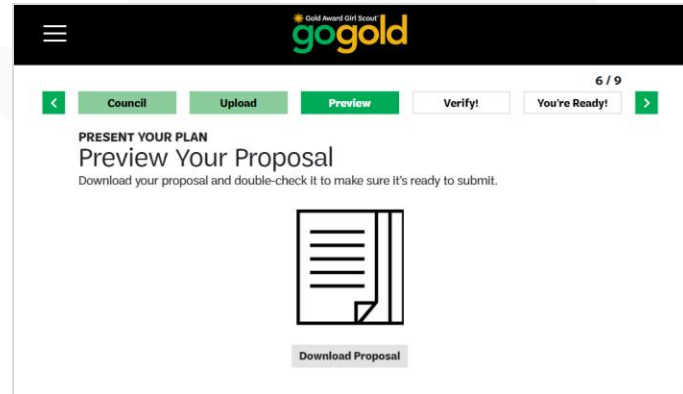 Gold Award Girl Scout
gogold
6 / 9
< Council Upload Preview Verify! You're Ready! >
PRESENT YOUR PLAN
Preview Your Proposal
Download your proposal and double-check it to make sure it's ready to submit.
Download Proposal